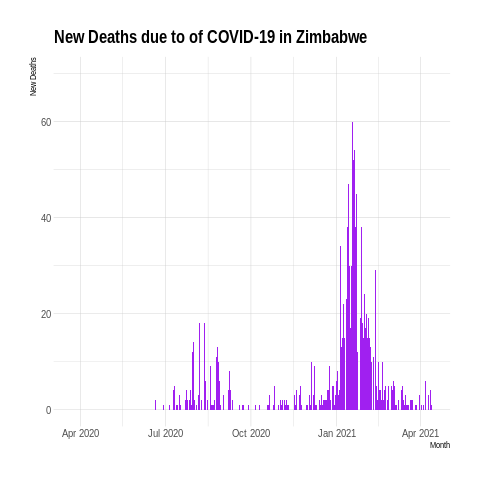 New Deaths due to of COVID-19 in Zimbabwe
New Deaths
60
40
20
0
Apr 2020 Jul 2020 Oct 2020 Jan 2021 Apr 2021
Month